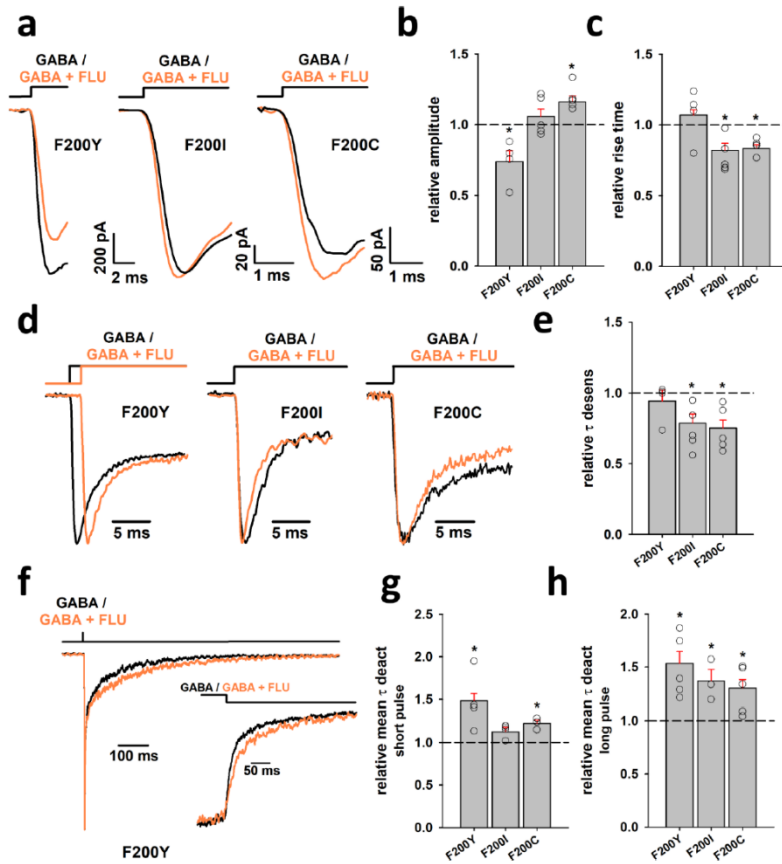 a
GABA /
GABA + FLU
GABA /
GABA + FLU
GABA /
GABA + FLU
F200Y
F200I
F200C
200 pA
2 ms
20 pA
1 ms
50 pA
1 ms
b
relative amplitude
1.5
1.0
0.5
0.0
*
*
F200Y
F200I
F200C
c
relative rise time
1.5
1.0
0.5
0.0
*
*
F200Y
F200I
F200C
d
GABA /
GABA + FLU
GABA /
GABA + FLU
GABA /
GABA + FLU
F200Y
F200I
F200C
5 ms
5 ms
5 ms
e
relative τ desens
1.5
1.0
0.5
0.0
*
*
F200Y
F200I
F200C
f
GABA /
GABA + FLU
GABA / GABA + FLU
100 ms
50 ms
F200Y
g
relative mean τ deact
short pulse
2.5
2.0
1.5
1.0
0.5
0.0
*
*
F200Y
F200I
F200C
h
relative mean τ deact
long pulse
2.0
1.5
1.0
0.5
0.0
*
*
*
F200Y
F200I
F200C